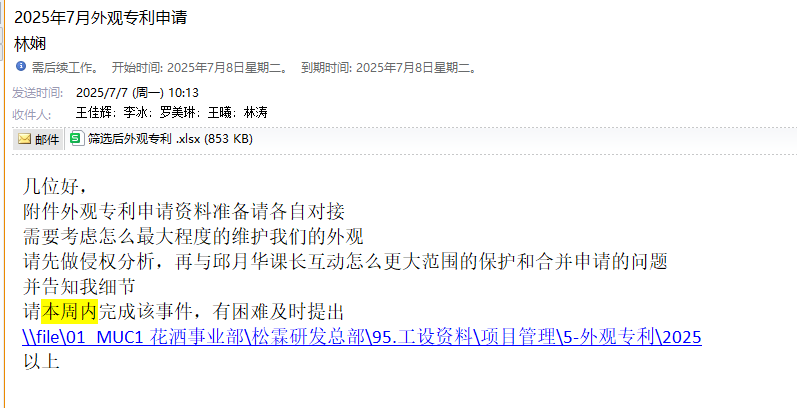 2025年7月外观专利申请
林娴
需后续工作。 开始时间: 2025年7月8日星期二。 到期时间: 2025年7月8日星期二。
发送时间: 2025/7/7 (周一) 10:13
收件人: 王佳辉; 李冰; 罗美琳; 王曦; 林涛
邮件 筛选后外观专利 .xlsx (853 KB)
几位好，
附件外观专利申请资料准备请各自对接
需要考虑怎么最大程度的维护我们的外观
请先做侵权分析，再与邱月华课长互动怎么更大范围的保护和合并申请的问题
并告知我细节
请本周内完成该事件，有困难及时提出
\\file\01 MUC1 花洒事业部\松霖研发总部\95.工设资料\项目管理\5-外观专利\2025
以上